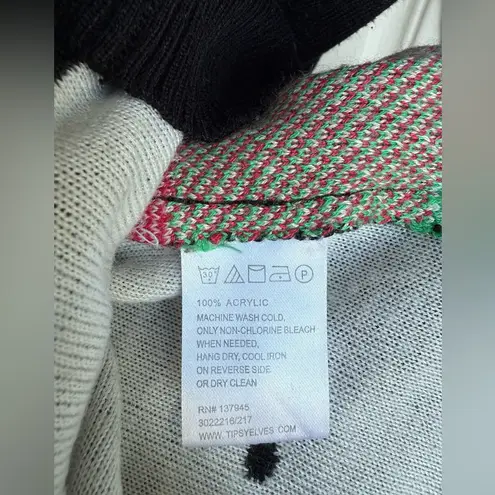 30 P
100% ACRYLIC
MACHINE WASH COLD,
ONLY NON-CHLORINE BLEACH
WHEN NEEDED,
HANG DRY, COOL IRON
ON REVERSE SIDE
OR DRY CLEAN
RN# 137945
3022216/217
WWW. TIPSYELVES.COM